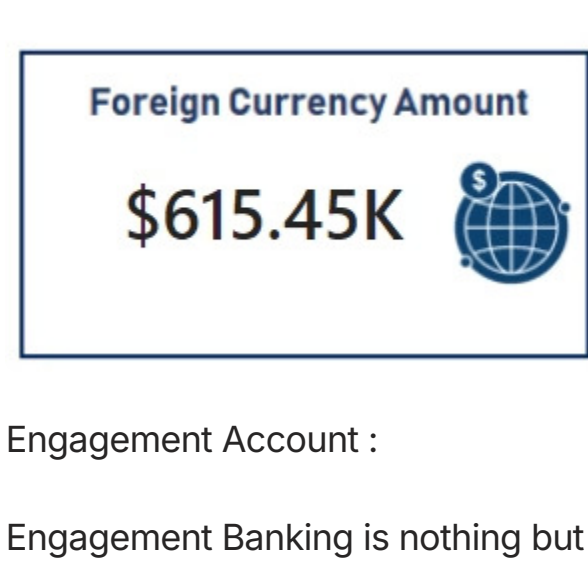 Foreign Currency Amount
$615.45K
$
Engagement Account :
Engagement Banking is nothing but